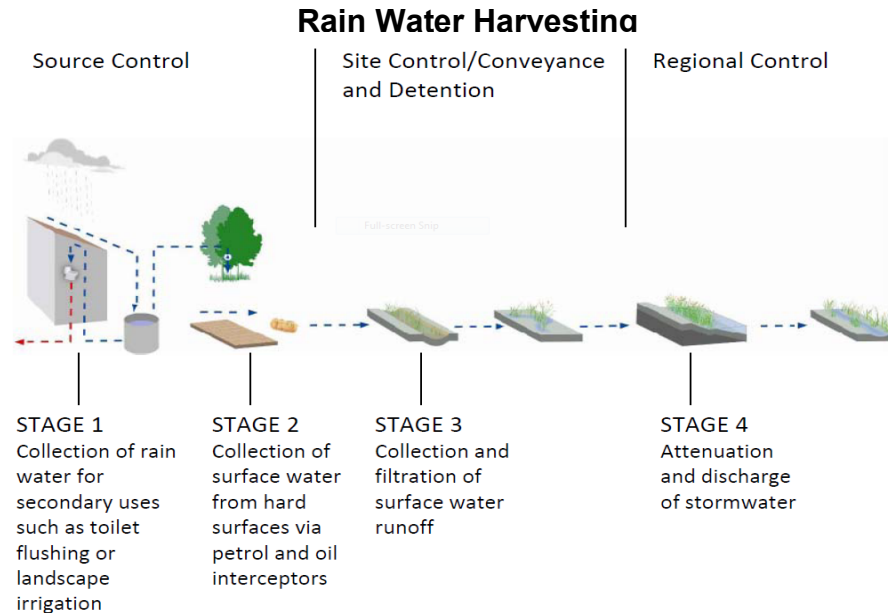 Rain Water Harvesting
Source Control
Site Control/Conveyance
and Detention
Regional Control
Full-screen Snip
STAGE 1
Collection of rain
water for
secondary uses
such as toilet
flushing or
landscape
irrigation
STAGE 2
Collection of
surface water
from hard
surfaces via
petrol and oil
interceptors
STAGE 3
Collection and
filtration of
surface water
runoff
STAGE 4
Attenuation
and discharge
of stormwater